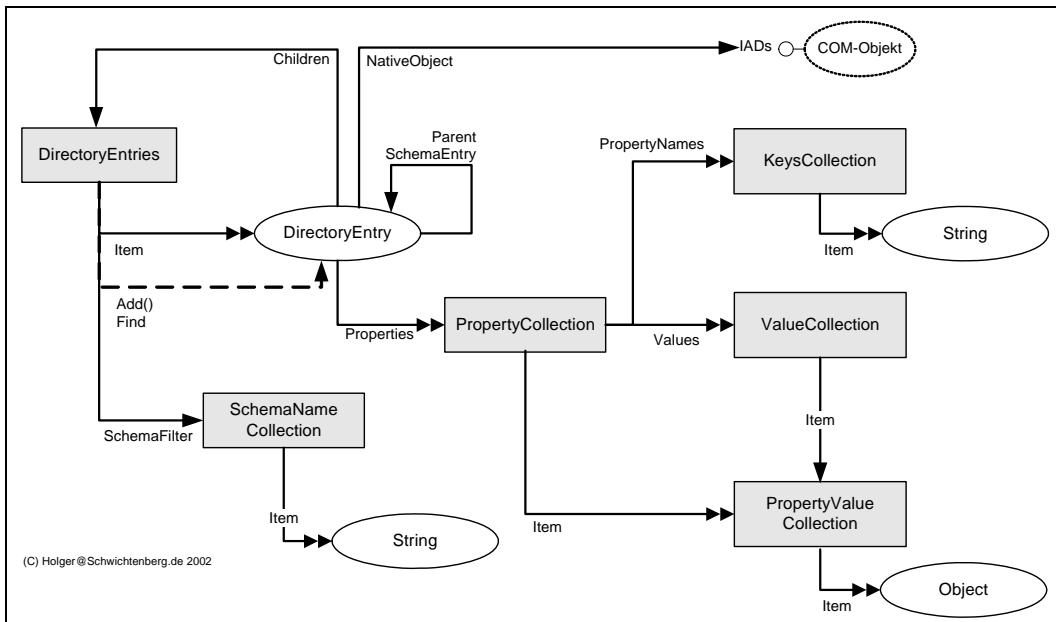 Children
NativeObject
IADs
COM-Objekt
DirectoryEntries
Parent
SchemaEntry
PropertyNames
KeysCollection
Item
DirectoryEntry
Item
String
Add()
Find
Properties
PropertyCollection
Values
ValueCollection
SchemaFilter
SchemaName
Collection
Item
Item
String
Item
PropertyValue
Collection
(C) Holger@Schwichtenberg.de 2002
Item
Object